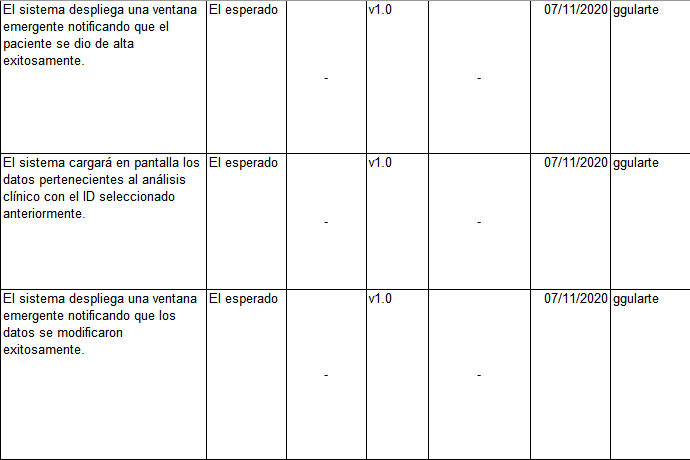 El sistema despliega una ventana
emergente notificando que el
paciente se dio de alta
exitosamente.
El esperado
-
v1.0
-
07/11/2020
ggularte
El sistema cargará en pantalla los
datos pertenecientes al análisis
clínico con el ID seleccionado
anteriormente.
El esperado
-
v1.0
-
07/11/2020
ggularte
El sistema despliega una ventana
emergente notificando que los
datos se modificaron
exitosamente.
El esperado
-
v1.0
-
07/11/2020
ggularte